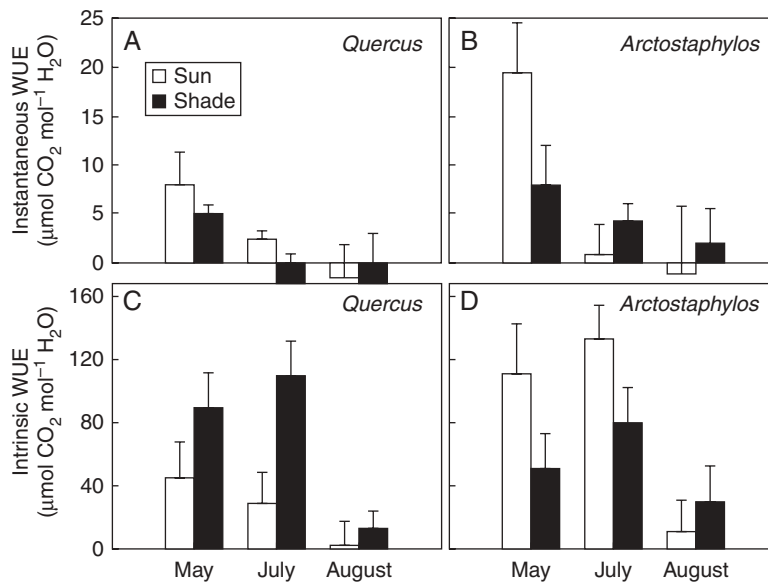 A
Quercus
B
Arctostaphylos
Sun
Shade
Instantaneous WUE
(μmol CO₂ mol⁻¹ H₂O)
25
20
15
10
5
0
C
Quercus
D
Arctostaphylos
Intrinsic WUE
(μmol CO₂ mol⁻¹ H₂O)
160
120
80
40
0
May July August May July August